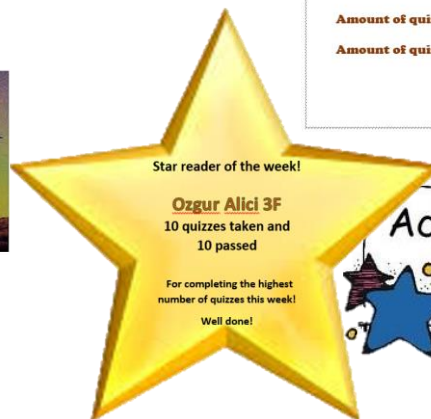 Amount of qui
Amount of qui
Star reader of the week!
Ozgur Alici 3F
10 quizzes taken and
10 passed
For completing the highest
number of quizzes this week!
Well done!
Ac